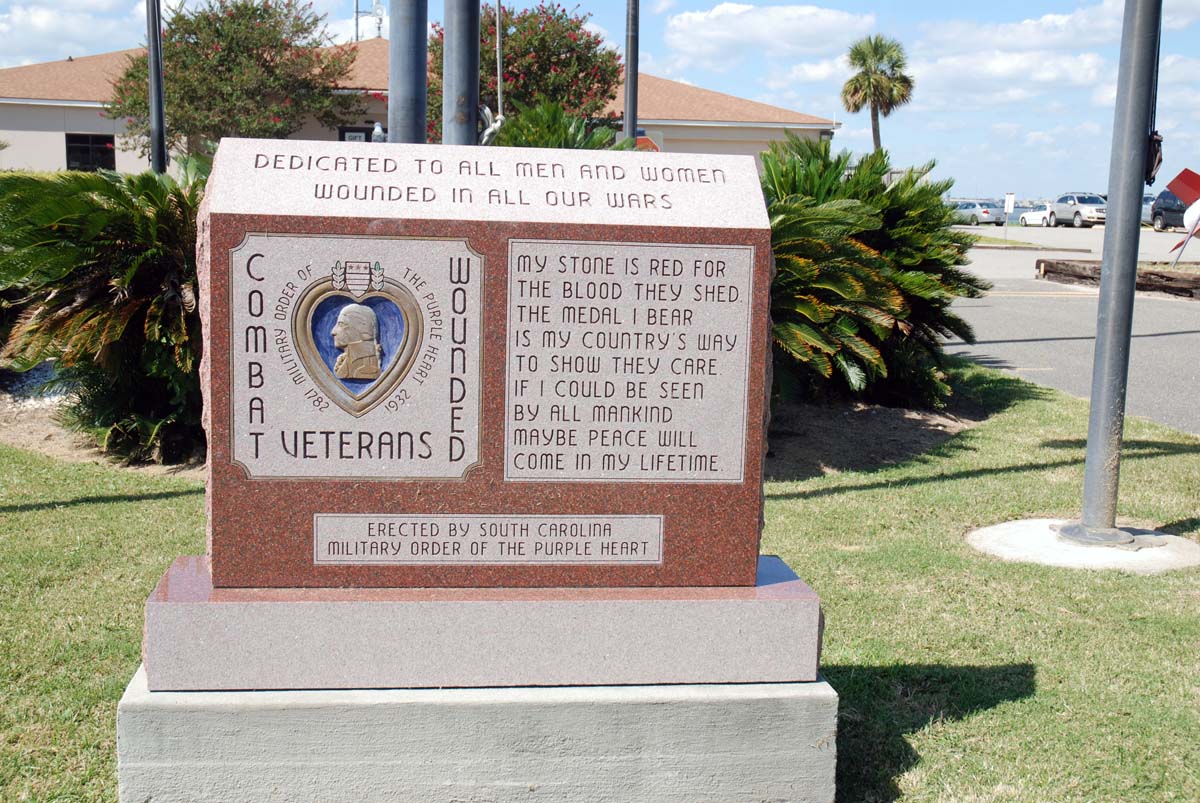 DEDICATED TO ALL MEN AND WOMEN
WOUNDED IN ALL OUR WARS
COMBAT
WOUNDED
VETERANS
MILITARY ORDER OF THE PURPLE HEART
1782 1932
MY STONE IS RED FOR
THE BLOOD THEY SHED.
THE MEDAL I BEAR
IS MY COUNTRY'S WAY
TO SHOW THEY CARE.
IF I COULD BE SEEN
BY ALL MANKIND
MAYBE PEACE WILL
COME IN MY LIFETIME.
ERECTED BY SOUTH CAROLINA
MILITARY ORDER OF THE PURPLE HEART
GIFT